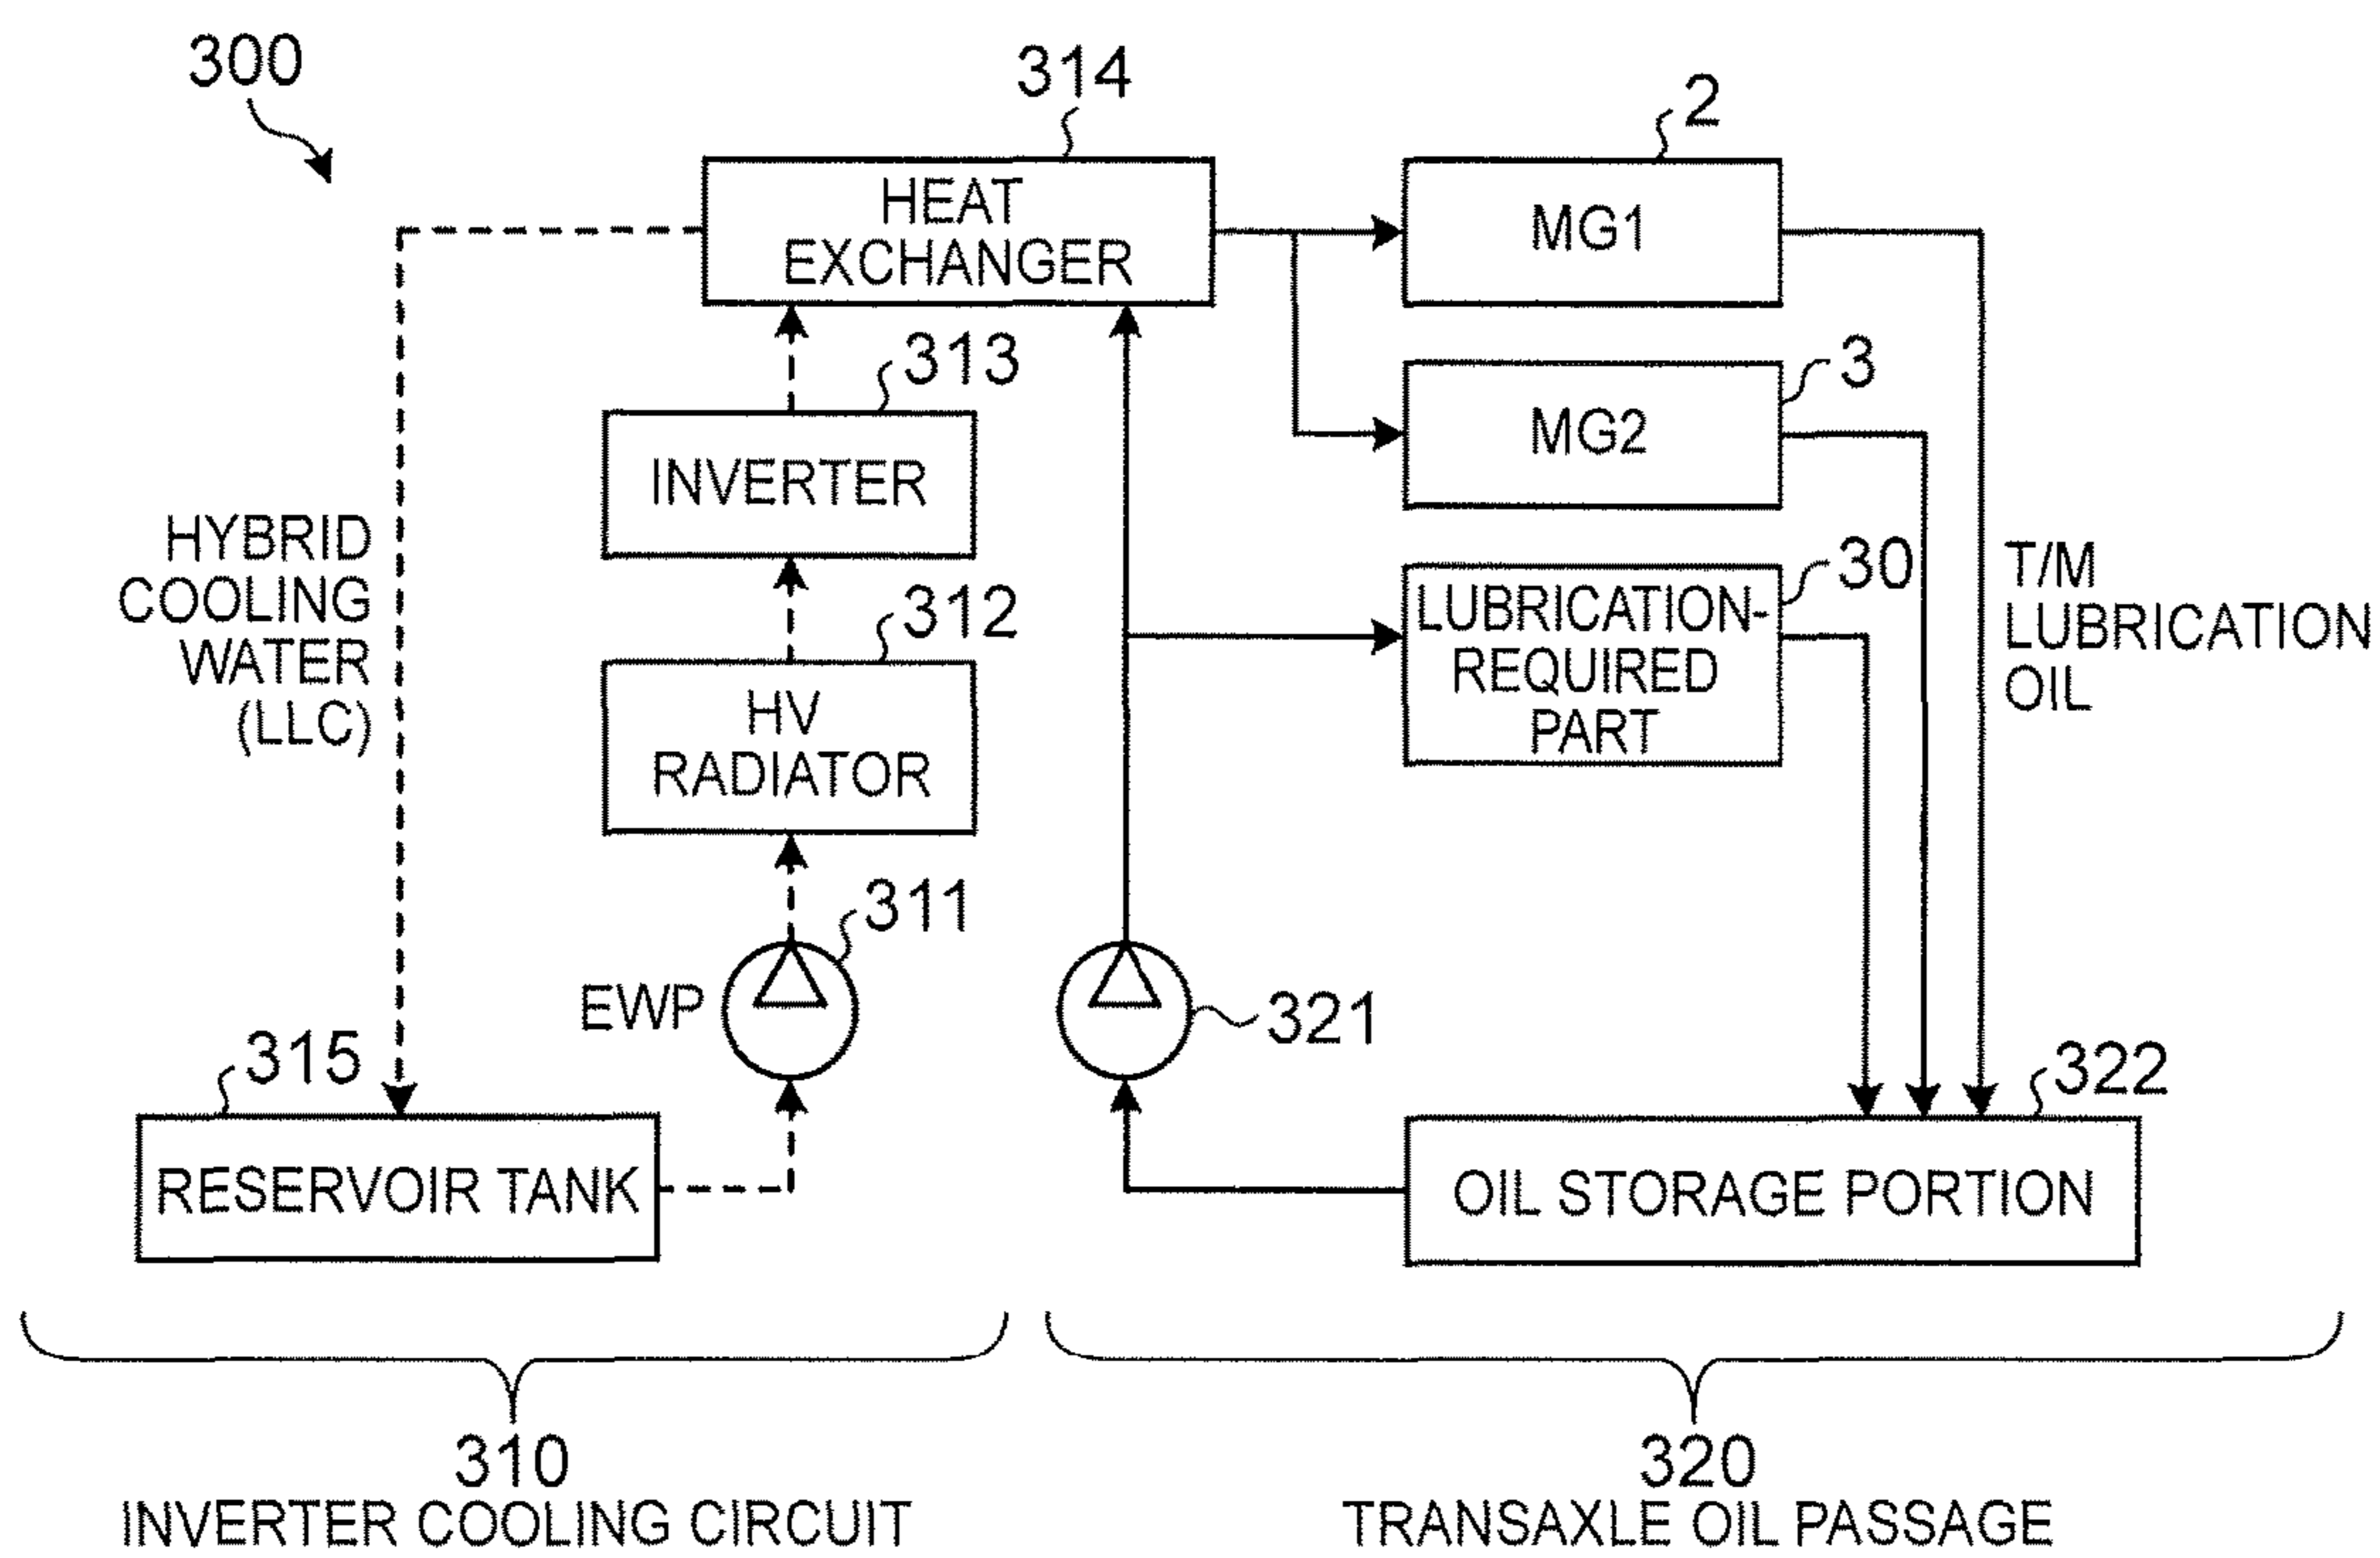 300
314
2
HEAT
EXCHANGER
MG1
313
3
INVERTER
MG2
HYBRID
COOLING
WATER
(LLC)
312
30
HV
RADIATOR
LUBRICATION-
REQUIRED
PART
T/M
LUBRICATION
OIL
311
EWP
321
315
322
RESERVOIR TANK
OIL STORAGE PORTION
310
INVERTER COOLING CIRCUIT
320
TRANSAXLE OIL PASSAGE